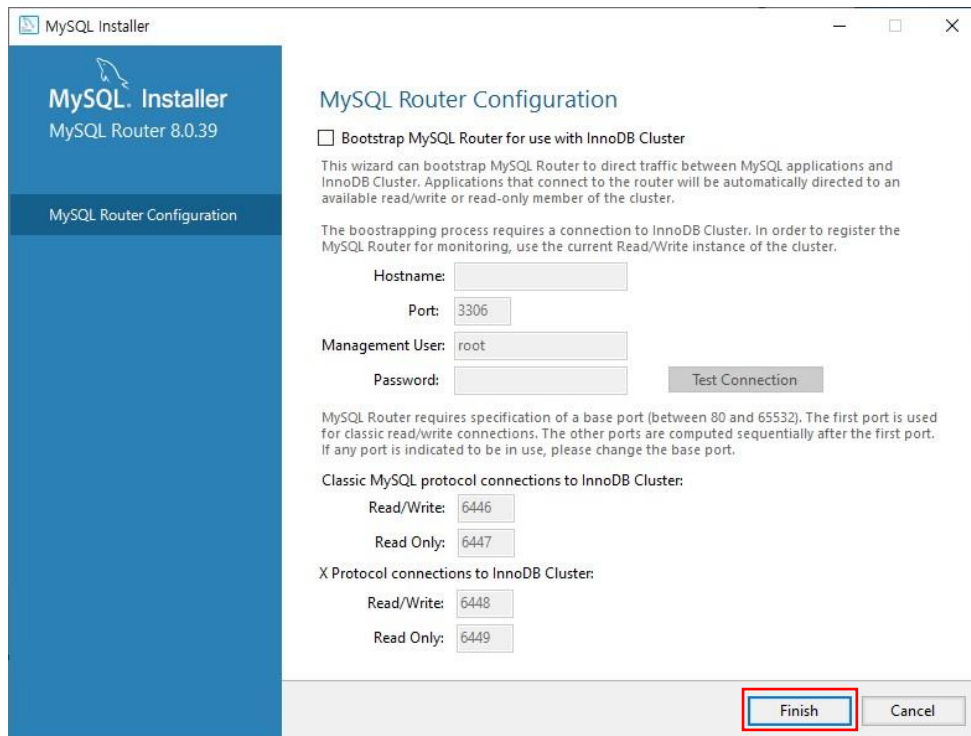 MySQL Installer
MySQL. Installer
MySQL Router 8.0.39
MySQL Router Configuration
MySQL Router Configuration
Bootstrap MySQL Router for use with InnoDB Cluster
This wizard can bootstrap MySQL Router to direct traffic between MySQL applications and
InnoDB Cluster. Applications that connect to the router will be automatically directed to an
available read/write or read-only member of the cluster.
The boostrapping process requires a connection to InnoDB Cluster. In order to register the
MySQL Router for monitoring, use the current Read/Write instance of the cluster.
Hostname:
Port: 3306
Management User: root
Password: Test Connection
MySQL Router requires specification of a base port (between 80 and 65532). The first port is used
for classic read/write connections. The other ports are computed sequentially after the first port.
If any port is indicated to be in use, please change the base port.
Classic MySQL protocol connections to InnoDB Cluster:
Read/Write: 6446
Read Only: 6447
X Protocol connections to InnoDB Cluster:
Read/Write: 6448
Read Only: 6449
Finish Cancel